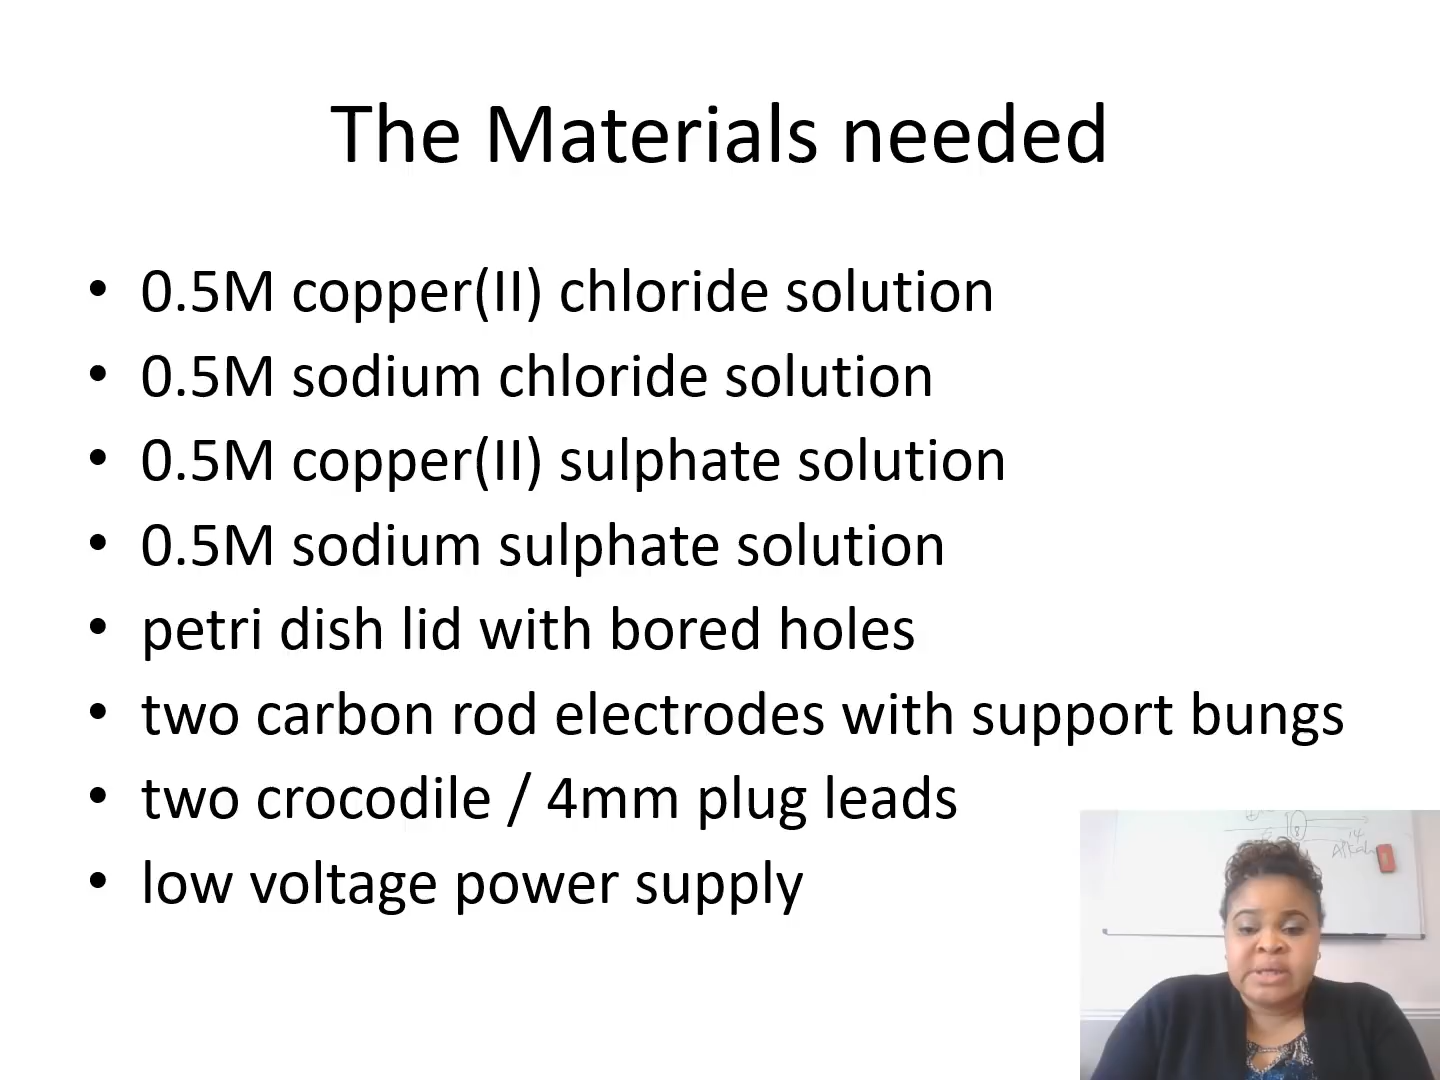 The Materials needed
• 0.5M copper(II) chloride solution
• 0.5M sodium chloride solution
• 0.5M copper(II) sulphate solution
• 0.5M sodium sulphate solution
• petri dish lid with bored holes
• two carbon rod electrodes with support bungs
• two crocodile / 4mm plug leads
• low voltage power supply